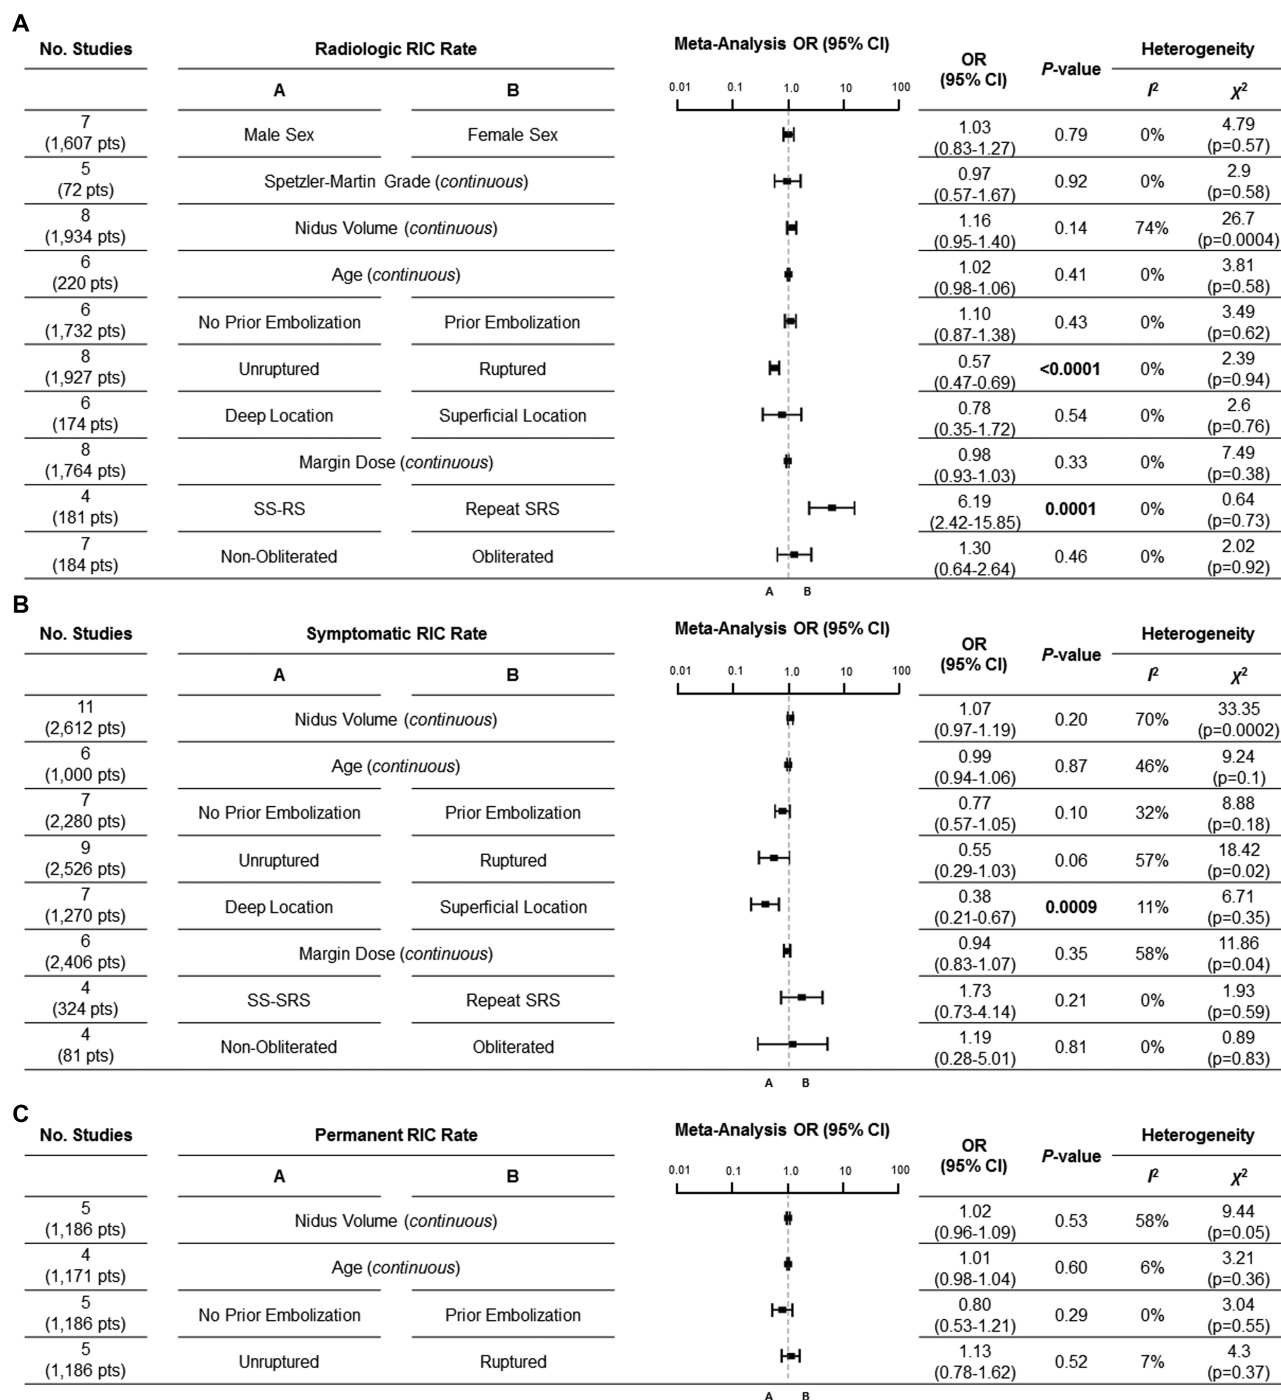 A
No. Studies Radiologic RIC Rate Meta-Analysis OR (95% CI) OR (95% CI) P-value Heterogeneity
A B I² χ²
0.01 0.1 1.0 10 100
7 (1,607 pts) Male Sex Female Sex 1.03 (0.83-1.27) 0.79 0% 4.79 (p=0.57)
5 (72 pts) Spetzler-Martin Grade (continuous) 0.97 (0.57-1.67) 0.92 0% 2.9 (p=0.58)
8 (1,934 pts) Nidus Volume (continuous) 1.16 (0.95-1.40) 0.14 74% 26.7 (p=0.0004)
6 (220 pts) Age (continuous) 1.02 (0.98-1.06) 0.41 0% 3.81 (p=0.58)
6 (1,732 pts) No Prior Embolization Prior Embolization 1.10 (0.87-1.38) 0.43 0% 3.49 (p=0.62)
8 (1,927 pts) Unruptured Ruptured 0.57 (0.47-0.69) <0.0001 0% 2.39 (p=0.94)
6 (174 pts) Deep Location Superficial Location 0.78 (0.35-1.72) 0.54 0% 2.6 (p=0.76)
8 (1,764 pts) Margin Dose (continuous) 0.98 (0.93-1.03) 0.33 0% 7.49 (p=0.38)
4 (181 pts) SS-RS Repeat SRS 6.19 (2.42-15.85) 0.0001 0% 0.64 (p=0.73)
7 (184 pts) Non-Obliterated Obliterated 1.30 (0.64-2.64) 0.46 0% 2.02 (p=0.92)
A B
B
No. Studies Symptomatic RIC Rate Meta-Analysis OR (95% CI) OR (95% CI) P-value Heterogeneity
A B I² χ²
0.01 0.1 1.0 10 100
11 (2,612 pts) Nidus Volume (continuous) 1.07 (0.97-1.19) 0.20 70% 33.35 (p=0.0002)
6 (1,000 pts) Age (continuous) 0.99 (0.94-1.06) 0.87 46% 9.24 (p=0.1)
7 (2,280 pts) No Prior Embolization Prior Embolization 0.77 (0.57-1.05) 0.10 32% 8.88 (p=0.18)
9 (2,526 pts) Unruptured Ruptured 0.55 (0.29-1.03) 0.06 57% 18.42 (p=0.02)
7 (1,270 pts) Deep Location Superficial Location 0.38 (0.21-0.67) 0.0009 11% 6.71 (p=0.35)
6 (2,406 pts) Margin Dose (continuous) 0.94 (0.83-1.07) 0.35 58% 11.86 (p=0.04)
4 (324 pts) SS-SRS Repeat SRS 1.73 (0.73-4.14) 0.21 0% 1.93 (p=0.59)
4 (81 pts) Non-Obliterated Obliterated 1.19 (0.28-5.01) 0.81 0% 0.89 (p=0.83)
A B
C
No. Studies Permanent RIC Rate Meta-Analysis OR (95% CI) OR (95% CI) P-value Heterogeneity
A B I² χ²
0.01 0.1 1.0 10 100
5 (1,186 pts) Nidus Volume (continuous) 1.02 (0.96-1.09) 0.53 58% 9.44 (p=0.05)
4 (1,171 pts) Age (continuous) 1.01 (0.98-1.04) 0.60 6% 3.21 (p=0.36)
5 (1,186 pts) No Prior Embolization Prior Embolization 0.80 (0.53-1.21) 0.29 0% 3.04 (p=0.55)
5 (1,186 pts) Unruptured Ruptured 1.13 (0.78-1.62) 0.52 7% 4.3 (p=0.37)
A B